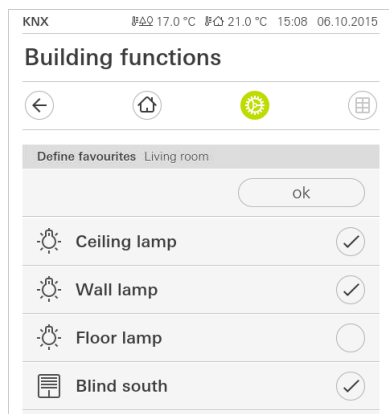 KNX 17.0 °C 21.0 °C 15:08 06.10.2015
Building functions
Define favourites Living room
ok
Ceiling lamp
Wall lamp
Floor lamp
Blind south